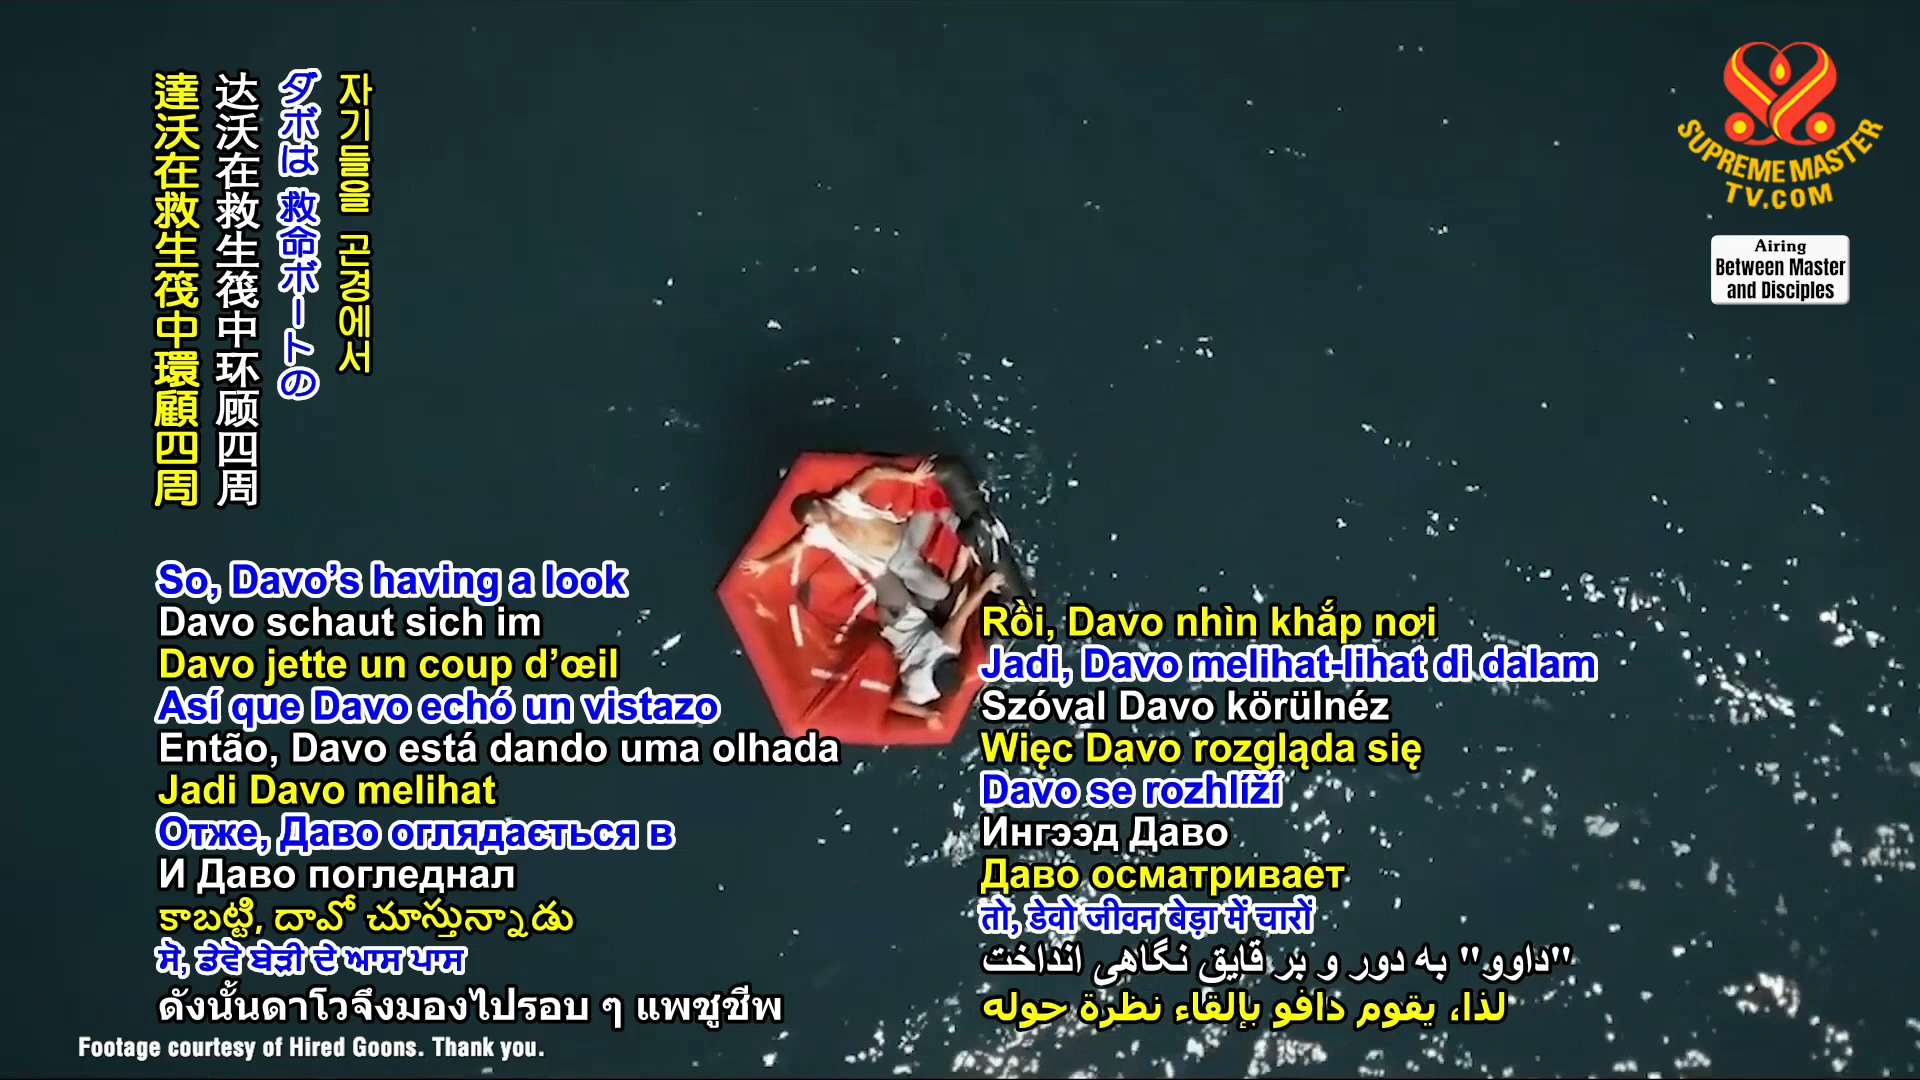 達沃在救生筏中環顧四周
达沃在救生筏中环顾四周
ダボは 救命ボートの
자기들을 곤경에서
SUPREME MASTER
TV.COM
Airing
Between Master
and Disciples
So, Davo’s having a look
Davo schaut sich im
Davo jette un coup d’œil
Así que Davo echó un vistazo
Então, Davo está dando uma olhada
Jadi Davo melihat
Отже, Даво оглядається в
И Даво погледнал
కాబట్టి, దావో చూస్తున్నాడు
ਸੋ, ਡੇਵੋ ਬੇੜੀ ਦੇ ਆਸ ਪਾਸ
ดังนั้นดาโวจึงมองไปรอบ ๆ แพชูชีพ
Rồi, Davo nhìn khắp nơi
Jadi, Davo melihat-lihat di dalam
Szóval Davo körülnéz
Więc Davo rozgląda się
Davo se rozhlíží
Ингээд Даво
Даво осматривает
तो, डेवो जीवन बेड़ा में चारों
"داوو" به دور و بر قایق نگاهی انداخت
لذا، يقوم دافو بإلقاء نظرة حوله
Footage courtesy of Hired Goons. Thank you.